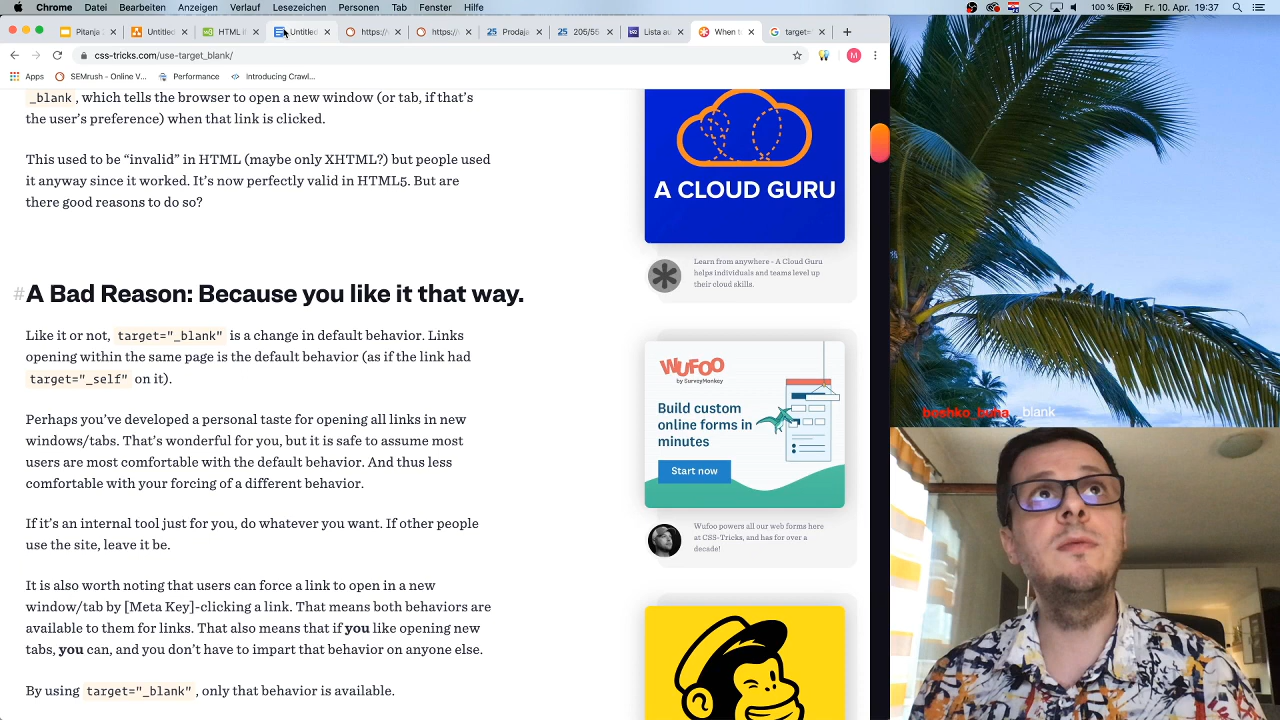 Chrome Datei Bearbeiten Anzeigen Verlauf Lesezeichen Personen Tab Fenster Hilfe
100 % Fr. 10. Apr. 19:37
Pitanja Untitled HTML Untitled https: https: Prodaja 205/55 Lista au When t target=
css-tricks.com/use-target_blank/
M
Apps SEMrush - Online V... Performance Introducing Crawl...
_blank, which tells the browser to open a new window (or tab, if that’s
the user’s preference) when that link is clicked.
This used to be “invalid” in HTML (maybe only XHTML?) but people used
it anyway since it worked. It’s now perfectly valid in HTML5. But are
there good reasons to do so?
#A Bad Reason: Because you like it that way.
Like it or not, target="_blank" is a change in default behavior. Links
opening within the same page is the default behavior (as if the link had
target="_self" on it).
Perhaps you’ve developed a personal taste for opening all links in new
windows/tabs. That’s wonderful for you, but it is safe to assume most
users are most comfortable with the default behavior. And thus less
comfortable with your forcing of a different behavior.
If it’s an internal tool just for you, do whatever you want. If other people
use the site, leave it be.
It is also worth noting that users can force a link to open in a new
window/tab by [Meta Key]-clicking a link. That means both behaviors are
available to them for links. That also means that if you like opening new
tabs, you can, and you don’t have to impart that behavior on anyone else.
By using target="_blank", only that behavior is available.
A CLOUD GURU
Learn from anywhere - A Cloud Guru
helps individuals and teams level up
their cloud skills.
WUFOO
by SurveyMonkey
Build custom
online forms in
minutes
Start now
Wufoo powers all our web forms here
at CSS-Tricks, and has for over a
decade!
boshko_buha blank